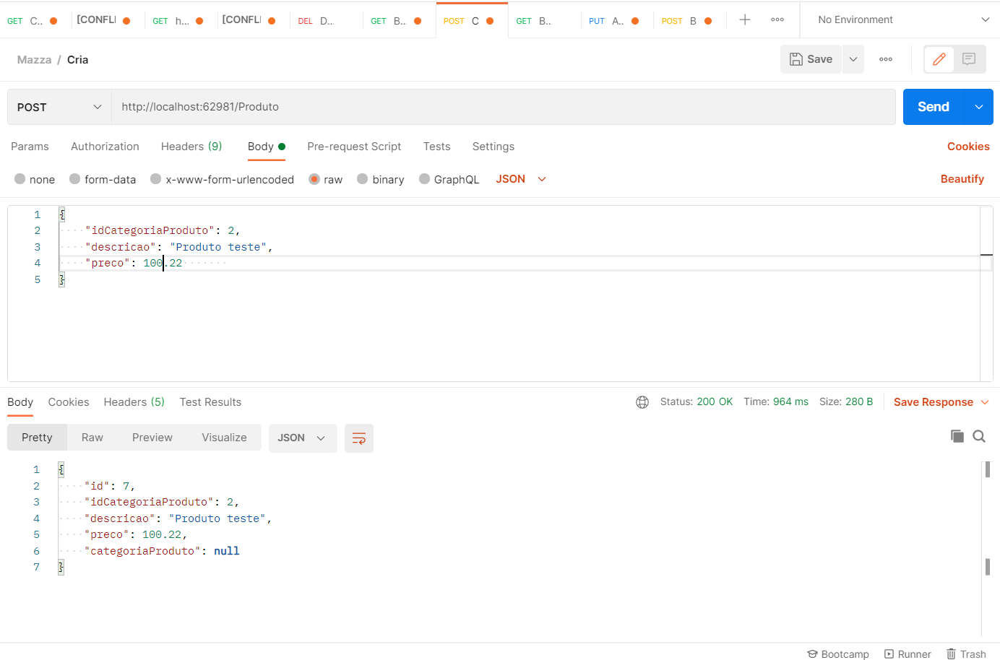 GET C.. [CONFLI GET h... [CONFLI DEL D... GET B... POST C GET B.. PUT A.. POST B No Environment
Mazza / Cria Save
POST http://localhost:62981/Produto Send
Params Authorization Headers (9) Body Pre-request Script Tests Settings Cookies
none form-data x-www-form-urlencoded raw binary GraphQL JSON Beautify
1 {
2 "idCategoriaProduto": 2,
3 "descricao": "Produto teste",
4 "preco": 100.22
5 }
Body Cookies Headers (5) Test Results Status: 200 OK Time: 964 ms Size: 280 B Save Response
Pretty Raw Preview Visualize JSON
1 {
2 "id": 7,
3 "idCategoriaProduto": 2,
4 "descricao": "Produto teste",
5 "preco": 100.22,
6 "categoriaProduto": null
7 }
Bootcamp Runner Trash